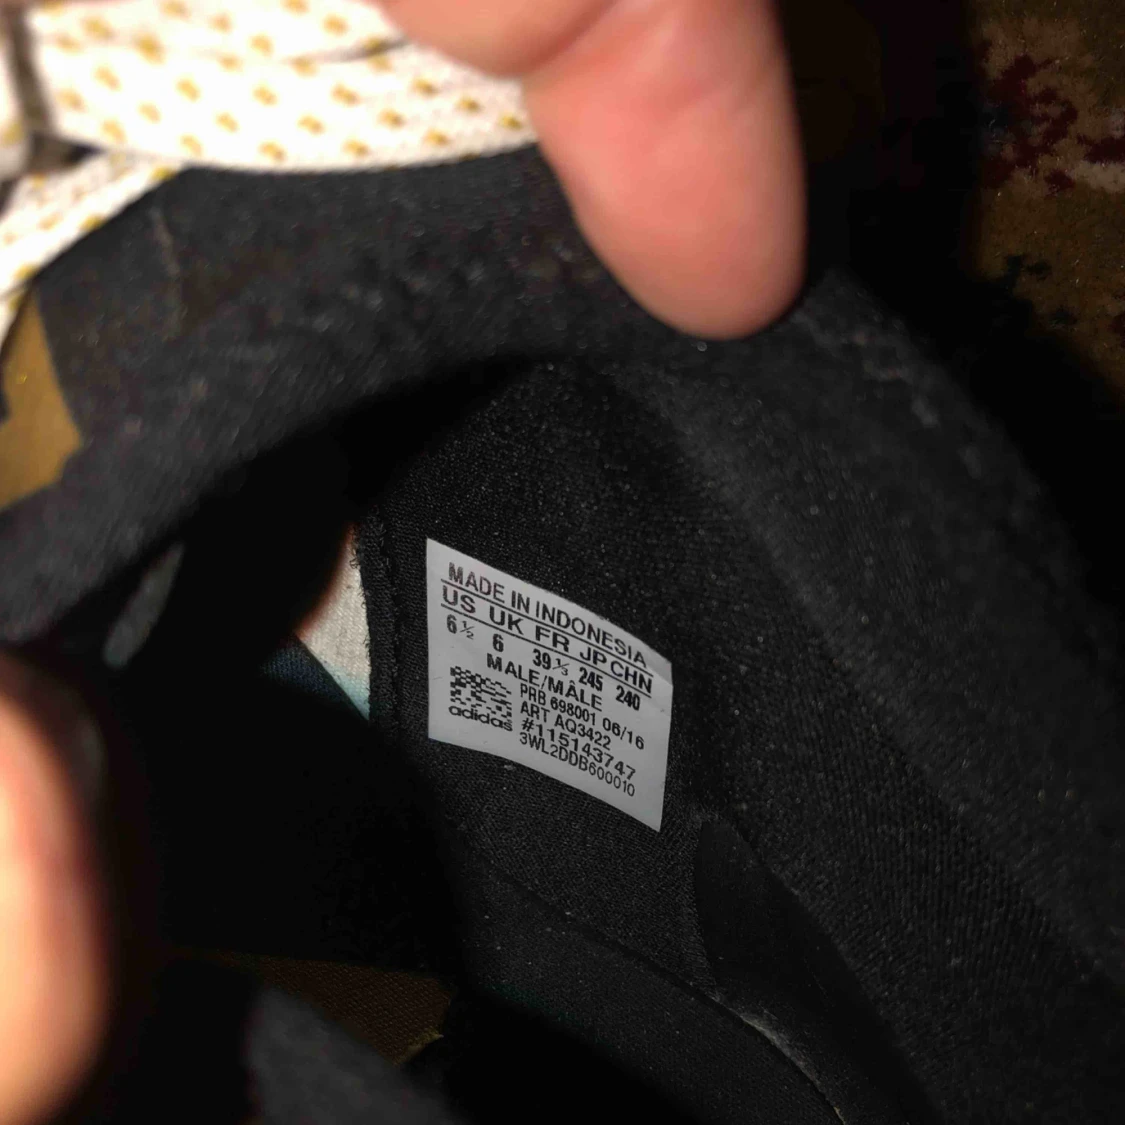 MADE IN INDONESIA
US UK FR JP CHN
6½ 6 39⅓ 245 240
MALE/MÂLE
PRB 698001 06/16
ART AQ3422
#115143747
3WL2DDB600010
adidas